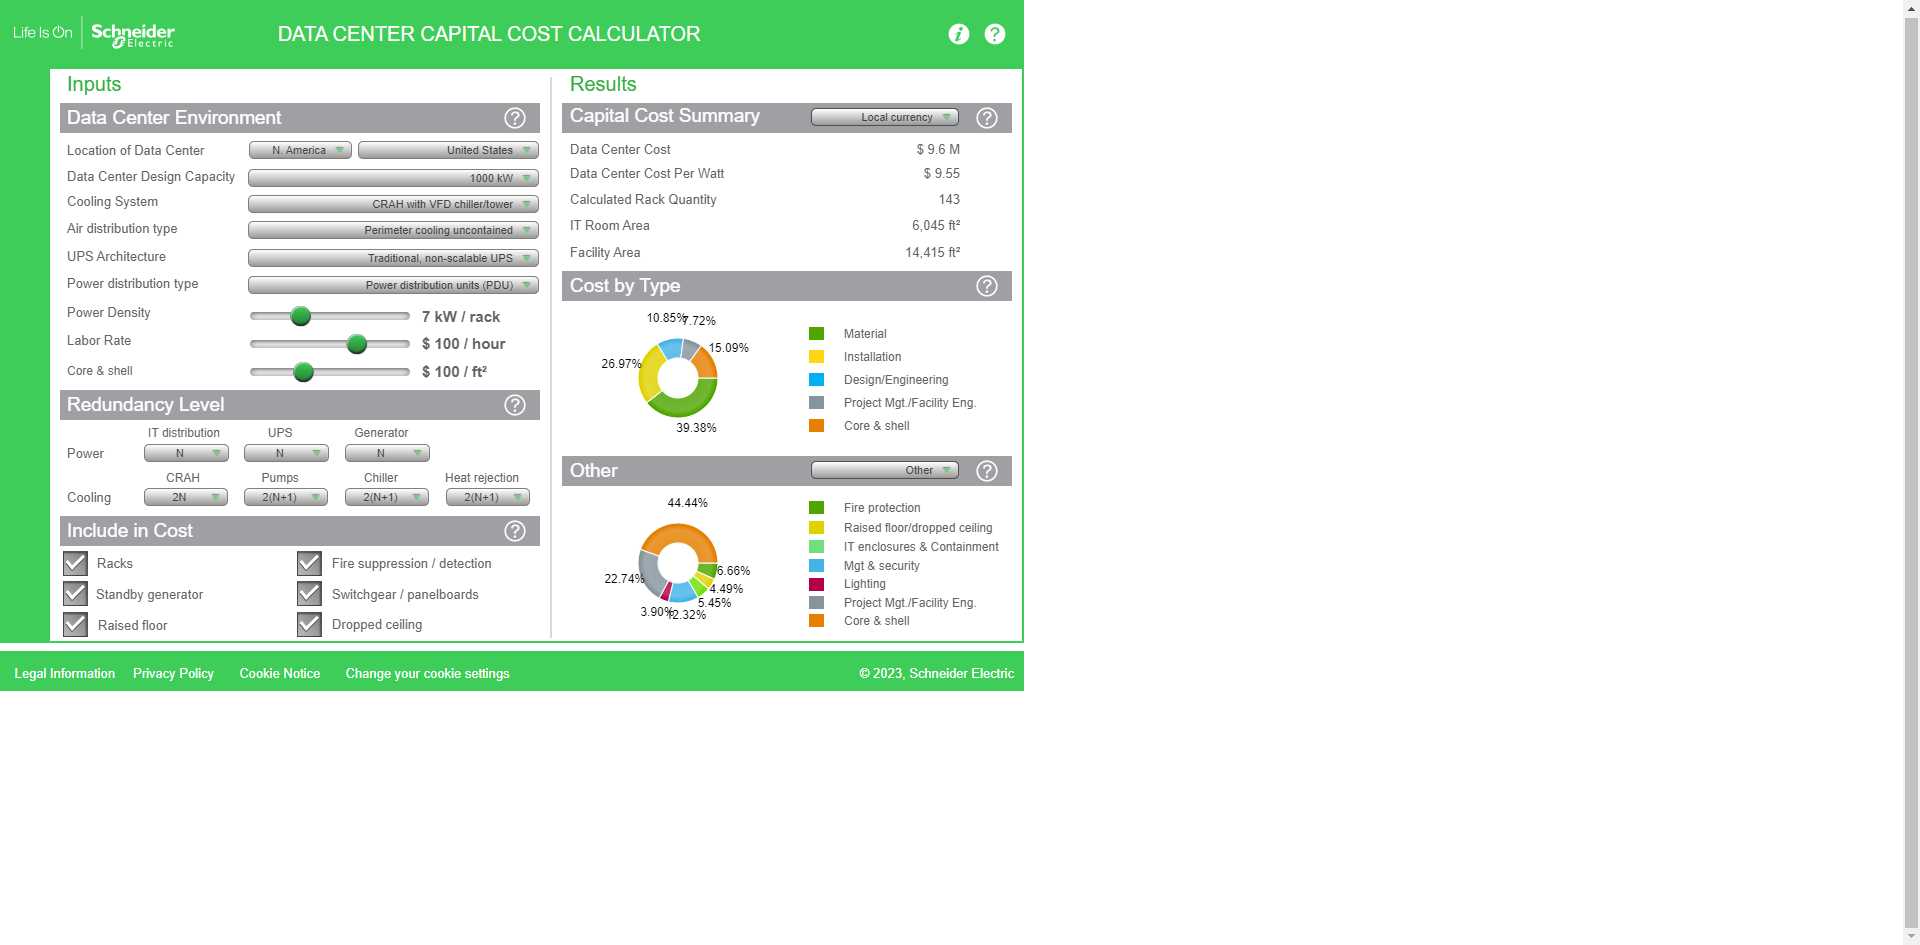 Life Is On
Schneider
Electric
DATA CENTER CAPITAL COST CALCULATOR
i
?
Inputs
Data Center Environment ?
Location of Data Center N. America United States
Data Center Design Capacity 1000 kW
Cooling System CRAH with VFD chiller/tower
Air distribution type Perimeter cooling uncontained
UPS Architecture Traditional, non-scalable UPS
Power distribution type Power distribution units (PDU)
Power Density 7 kW / rack
Labor Rate $ 100 / hour
Core & shell $ 100 / ft²
Redundancy Level ?
IT distribution UPS Generator
Power N N N
CRAH Pumps Chiller Heat rejection
Cooling 2N 2(N+1) 2(N+1) 2(N+1)
Include in Cost ?
Racks Fire suppression / detection
Standby generator Switchgear / panelboards
Raised floor Dropped ceiling
Results
Capital Cost Summary Local currency ?
Data Center Cost $ 9.6 M
Data Center Cost Per Watt $ 9.55
Calculated Rack Quantity 143
IT Room Area 6,045 ft²
Facility Area 14,415 ft²
Cost by Type ?
10.85% 7.72%
15.09%
26.97%
39.38%
Material
Installation
Design/Engineering
Project Mgt./Facility Eng.
Core & shell
Other Other ?
44.44%
6.66%
22.74%
4.49%
5.45%
3.90% 12.32%
Fire protection
Raised floor/dropped ceiling
IT enclosures & Containment
Mgt & security
Lighting
Project Mgt./Facility Eng.
Core & shell
Legal Information Privacy Policy Cookie Notice Change your cookie settings © 2023, Schneider Electric